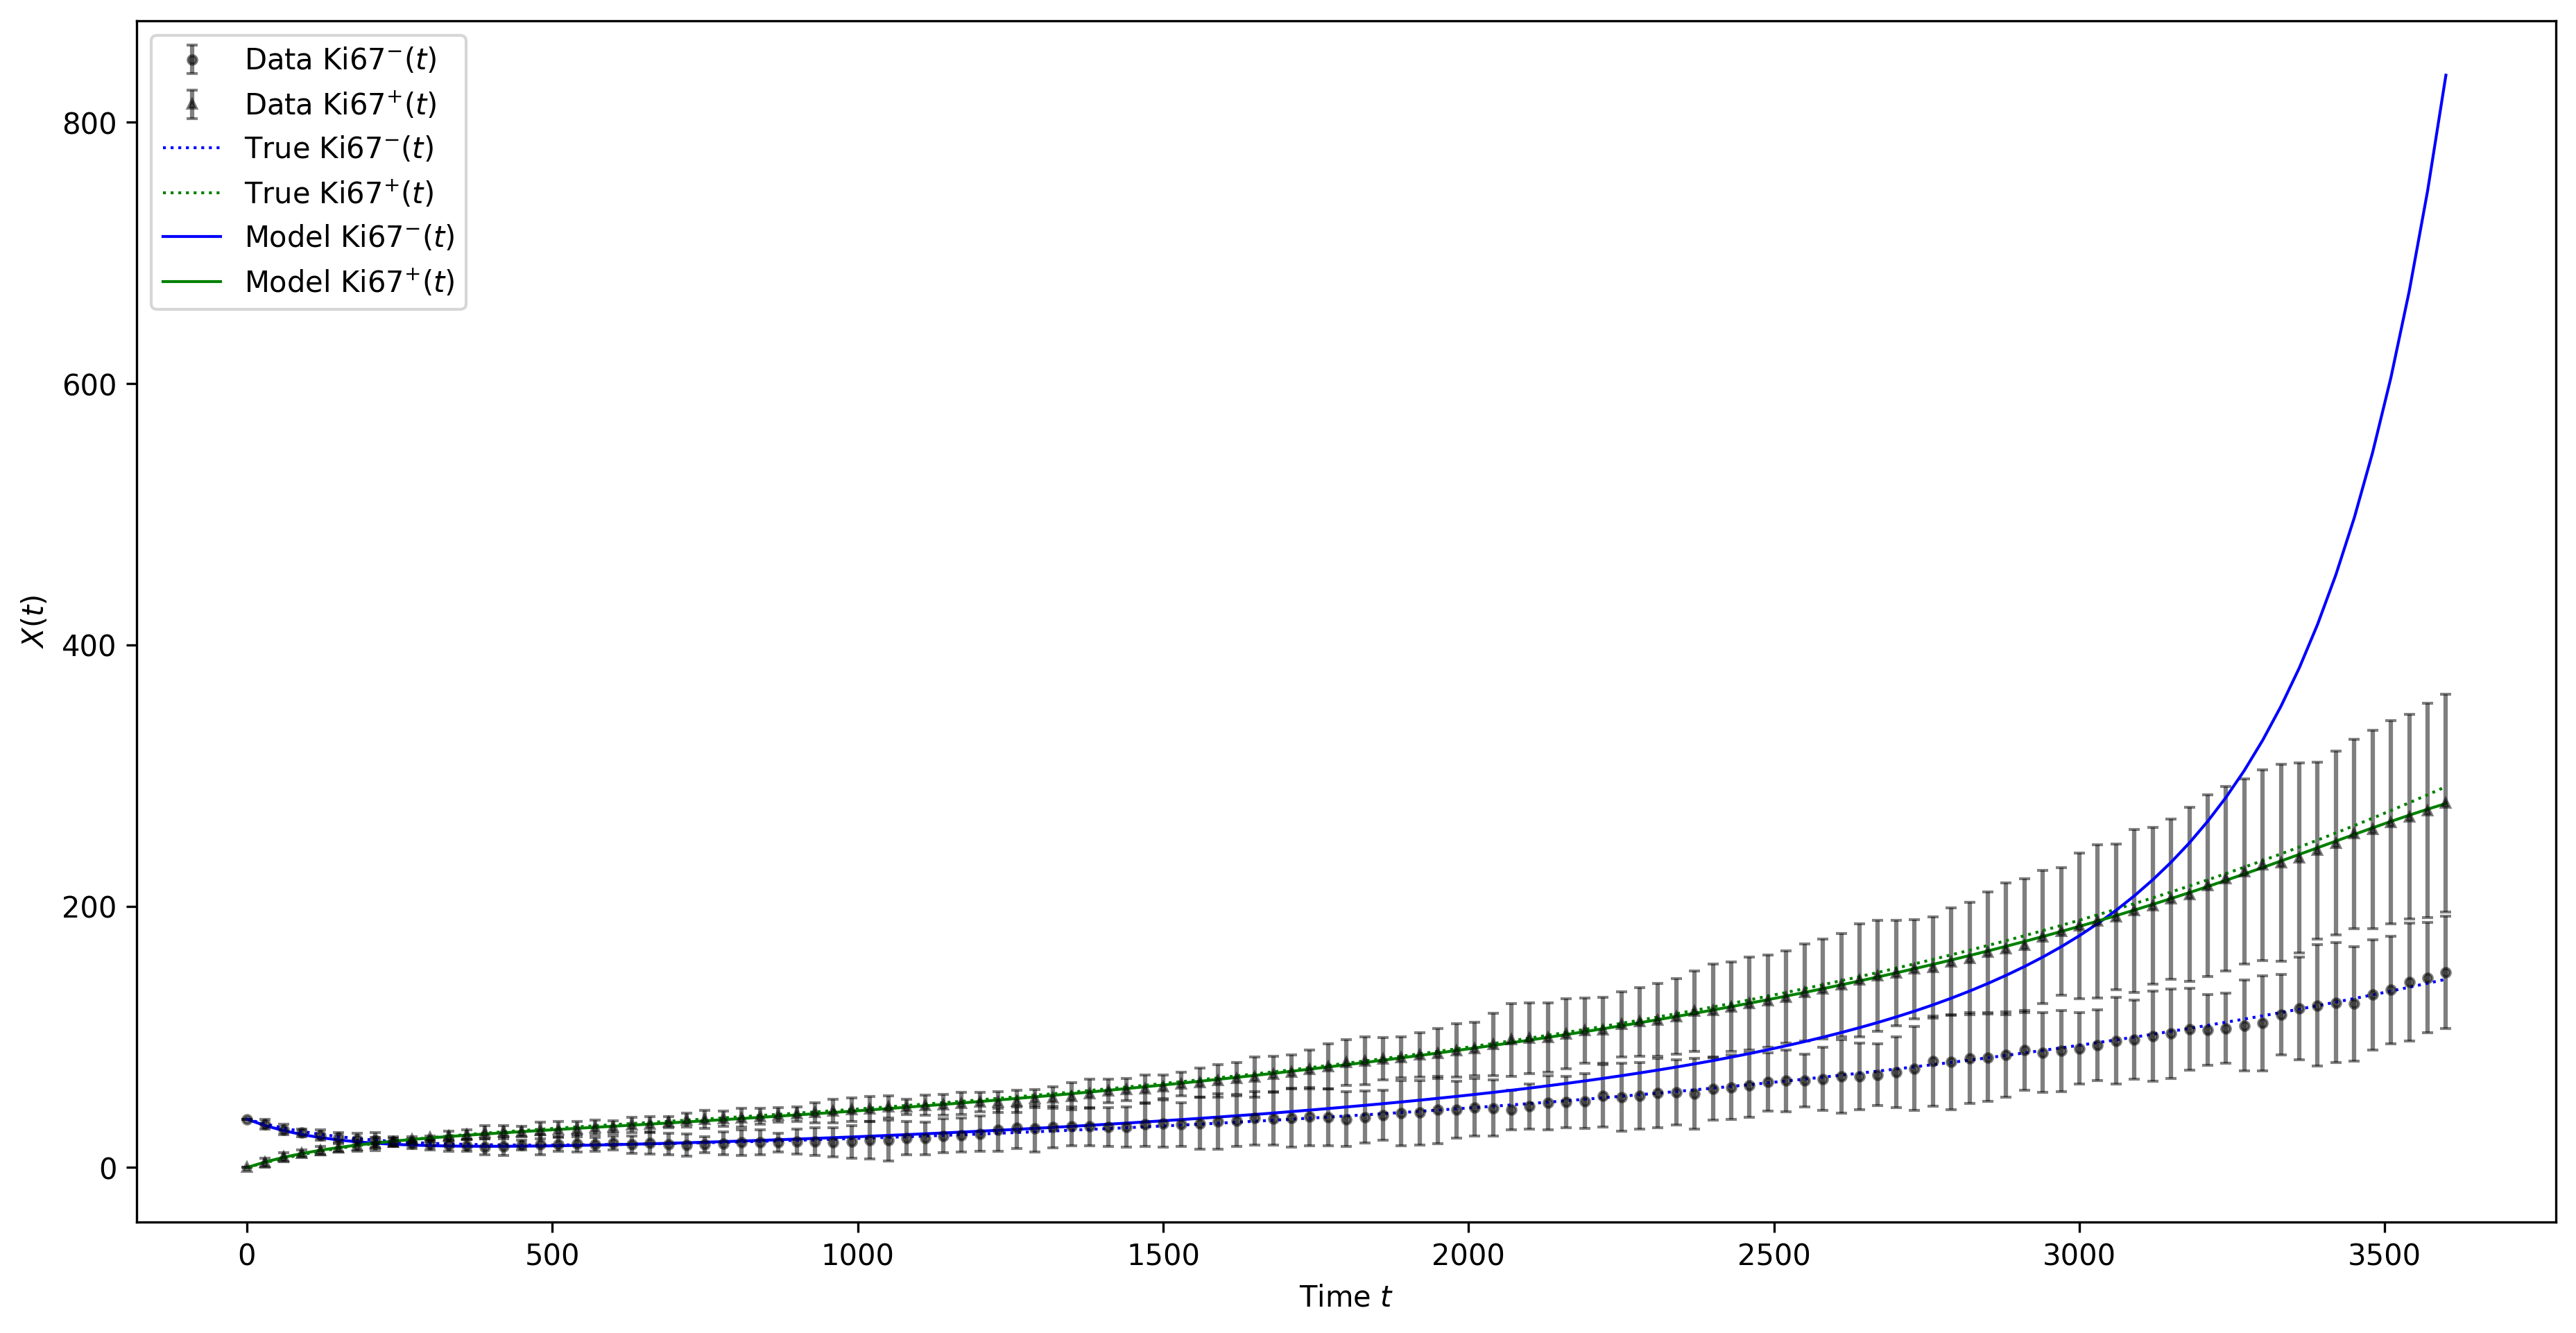 Data Ki67⁻(t)
Data Ki67⁺(t)
True Ki67⁻(t)
True Ki67⁺(t)
Model Ki67⁻(t)
Model Ki67⁺(t)
800
600
400
200
0
X(t)
0 500 1000 1500 2000 2500 3000 3500
Time t